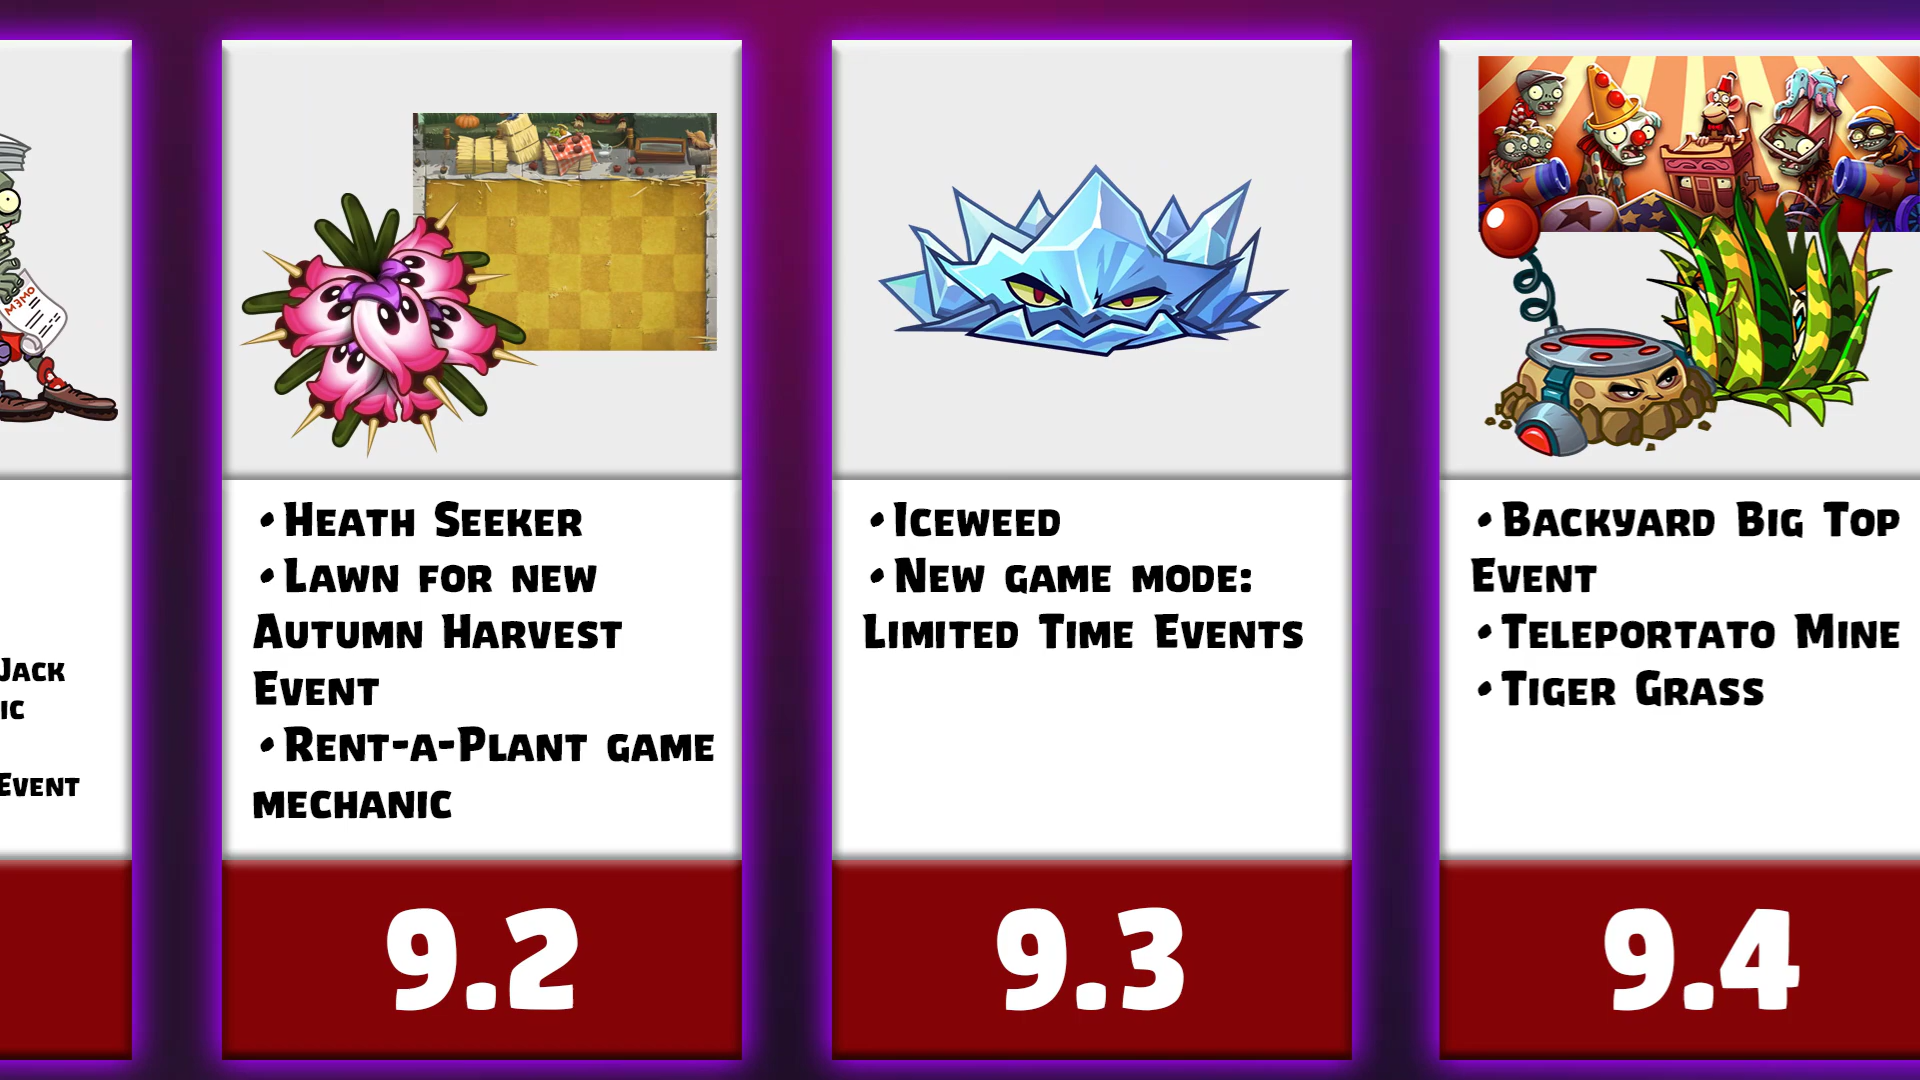 MEMO
Jack
ic
Event
• Heath Seeker
• Lawn for new
Autumn Harvest
Event
• Rent-a-Plant game
mechanic
9.2
• Iceweed
• New game mode:
Limited Time Events
9.3
• Backyard Big Top
Event
• Teleportato Mine
• Tiger Grass
9.4